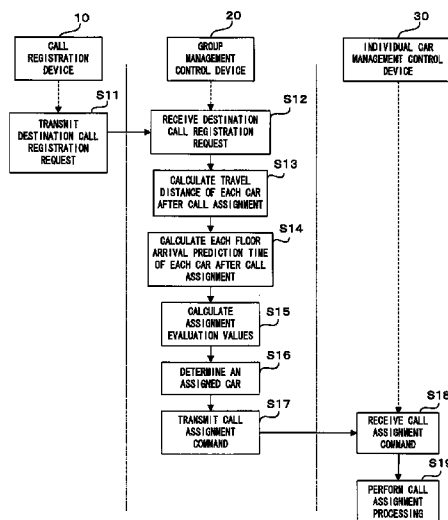 10
CALL
REGISTRATION
DEVICE
20
GROUP
MANAGEMENT
CONTROL DEVICE
30
INDIVIDUAL CAR
MANAGEMENT CONTROL
DEVICE
S11
TRANSMIT
DESTINATION CALL
REGISTRATION
REQUEST
S12
RECEIVE DESTINATION
CALL REGISTRATION
REQUEST
S13
CALCULATE TRAVEL
DISTANCE OF EACH CAR
AFTER CALL ASSIGNMENT
S14
CALCULATE EACH FLOOR
ARRIVAL PREDICTION TIME
OF EACH CAR AFTER CALL
ASSIGNMENT
S15
CALCULATE
ASSIGNMENT
EVALUATION VALUES
S16
DETERMINE AN
ASSIGNED CAR
S17
TRANSMIT CALL
ASSIGNMENT
COMMAND
S18
RECEIVE CALL
ASSIGNMENT
COMMAND
S19
PERFORM CALL
ASSIGNMENT
PROCESSING